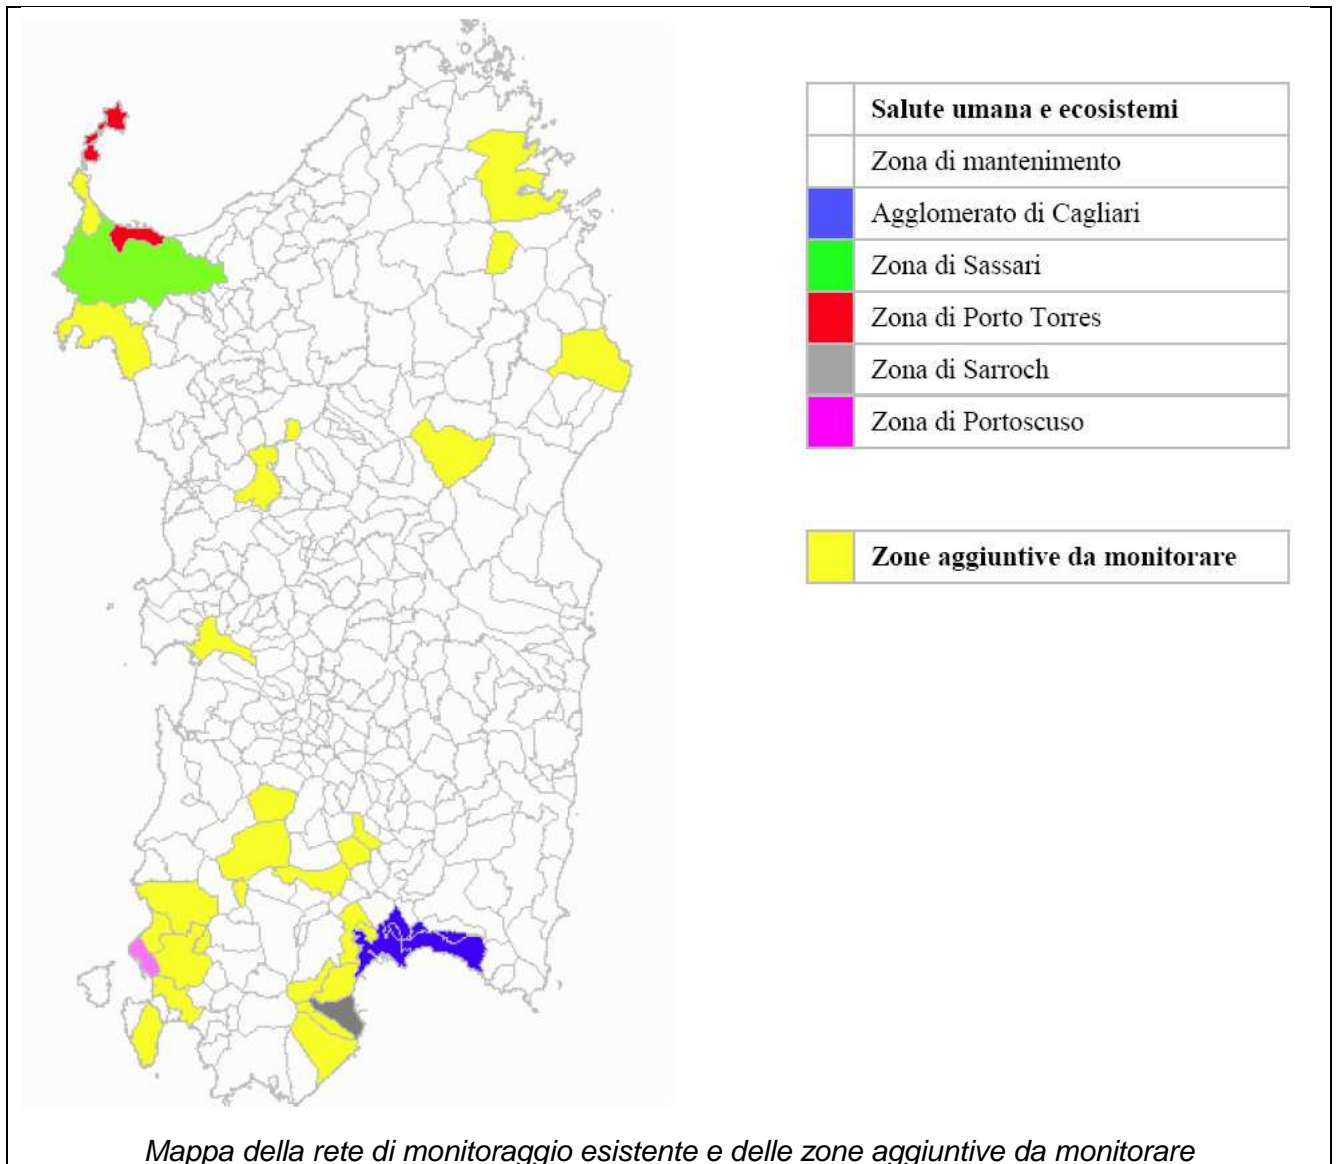 Salute umana e ecosistemi
Zona di mantenimento
Agglomerato di Cagliari
Zona di Sassari
Zona di Porto Torres
Zona di Sarroch
Zona di Portoscuso
Zone aggiuntive da monitorare
Mappa della rete di monitoraggio esistente e delle zone aggiuntive da monitorare